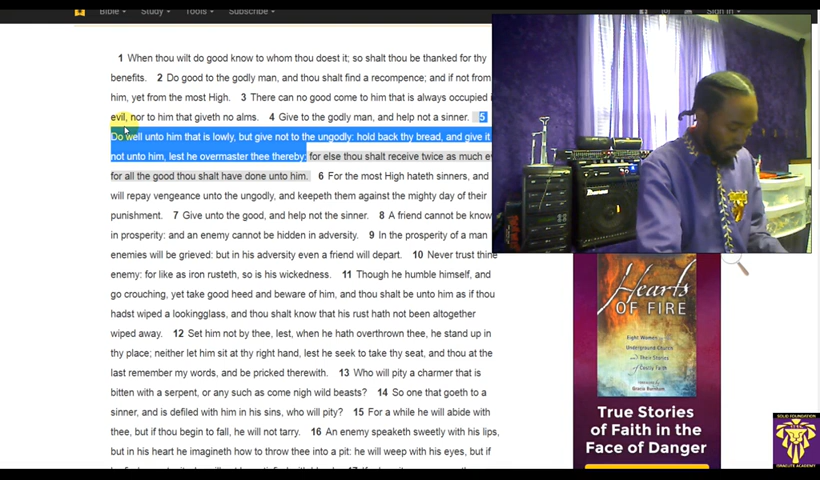 Bible Study Tools Subscribe Sign in
1 When thou wilt do good know to whom thou doest it; so shalt thou be thanked for thy
benefits. 2 Do good to the godly man, and thou shalt find a recompence; and if not from
him, yet from the most High. 3 There can no good come to him that is always occupied i
evil, nor to him that giveth no alms. 4 Give to the godly man, and help not a sinner. 5
Do well unto him that is lowly, but give not to the ungodly: hold back thy bread, and give it
not unto him, lest he overmaster thee thereby: for else thou shalt receive twice as much ev
for all the good thou shalt have done unto him. 6 For the most High hateth sinners, and
will repay vengeance unto the ungodly, and keepeth them against the mighty day of their
punishment. 7 Give unto the good, and help not the sinner. 8 A friend cannot be know
in prosperity: and an enemy cannot be hidden in adversity. 9 In the prosperity of a man
enemies will be grieved: but in his adversity even a friend will depart. 10 Never trust thine
enemy: for like as iron rusteth, so is his wickedness. 11 Though he humble himself, and
go crouching, yet take good heed and beware of him, and thou shalt be unto him as if thou
hadst wiped a lookingglass, and thou shalt know that his rust hath not been altogether
wiped away. 12 Set him not by thee, lest, when he hath overthrown thee, he stand up in
thy place; neither let him sit at thy right hand, lest he seek to take thy seat, and thou at the
last remember my words, and be pricked therewith. 13 Who will pity a charmer that is
bitten with a serpent, or any such as come nigh wild beasts? 14 So one that goeth to a
sinner, and is defiled with him in his sins, who will pity? 15 For a while he will abide with
thee, but if thou begin to fall, he will not tarry. 16 An enemy speaketh sweetly with his lips,
but in his heart he imagineth how to throw thee into a pit: he will weep with his eyes, but if
Ibanez
Hearts
OF FIRE
Eight Women
Underground Church
and Their Stories
of Costly Faith
Gracia Burnham
True Stories
of Faith in the
Face of Danger
SOLID FOUNDATION
ISRAELITE ACADEMY